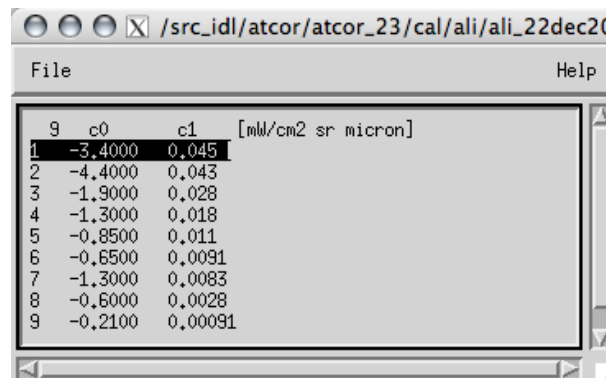 X /src_idl/atcor/atcor_23/cal/ali/ali_22dec20
File Help
9 c0 c1 [mW/cm2 sr micron]
1 -3.4000 0.045
2 -4.4000 0.043
3 -1.9000 0.028
4 -1.3000 0.018
5 -0.8500 0.011
6 -0.6500 0.0091
7 -1.3000 0.0083
8 -0.6000 0.0028
9 -0.2100 0.00091